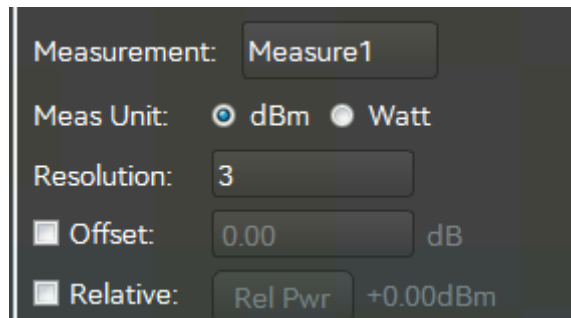 Measurement: Measure1
Meas Unit: dBm Watt
Resolution: 3
Offset: 0.00 dB
Relative: Rel Pwr +0.00dBm